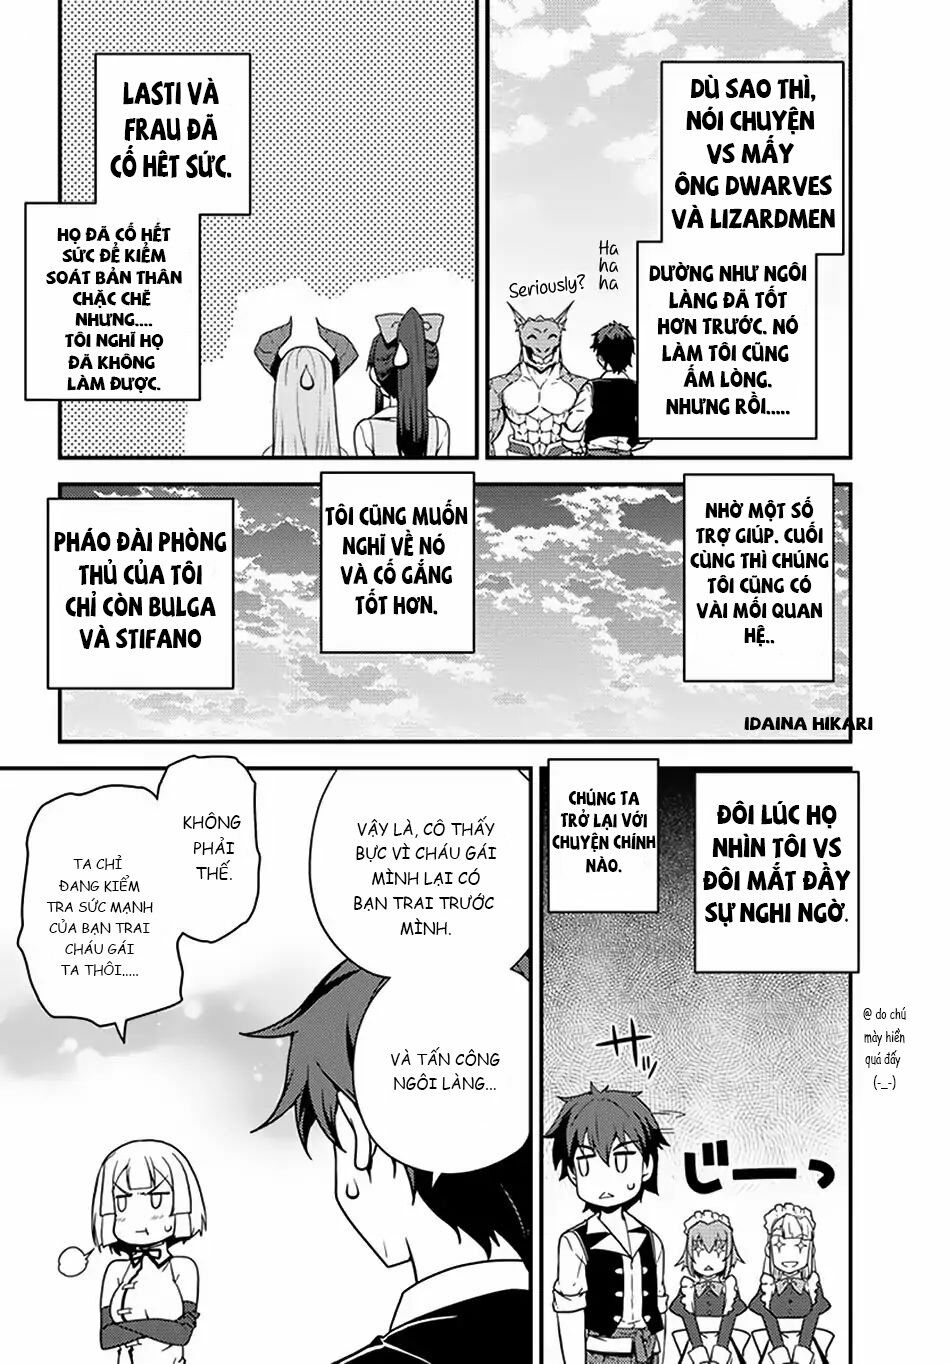 DÙ SAO THÌ,
NÓI CHUYỆN
VS MẤY
ÔNG DWARVES
VÀ LIZARDMEN
DƯỜNG NHƯ NGÔI
LÀNG ĐÃ TỐT
HƠN TRƯỚC. NÓ
LÀM TÔI CŨNG
ẤM LÒNG.
NHƯNG RỒI.....
Ha
ha
ha
Seriously?
LASTI VÀ
FRAU ĐÃ
CỐ HẾT SỨC.
HỌ ĐÃ CỐ HẾT
SỨC ĐỂ KIỂM
SOÁT BẢN THÂN
CHẶC CHẼ
NHƯNG....
TÔI NGHĨ HỌ
ĐÃ KHÔNG
LÀM ĐƯỢC.
NHỜ MỘT SỐ
TRỢ GIÚP. CUỐI
CÙNG THÌ CHÚNG
TÔI CŨNG CÓ
VÀI MỐI QUAN
HỆ..
TÔI CŨNG MUỐN
NGHĨ VỀ NÓ
VÀ CỐ GẮNG
TỐT HƠN.
PHÁO ĐÀI PHÒNG
THỦ CỦA TÔI
CHỈ CÒN BULGA
VÀ STIFANO
IDAINA HIKARI
ĐÔI LÚC HỌ
NHÌN TÔI VS
ĐÔI MẮT ĐẦY
SỰ NGHI NGỜ.
CHÚNG TA
TRỞ LẠI VỚI
CHUYỆN CHÍNH
NÀO.
@ do chú
mày hiền
quá đấy
(-_-)
じーっ
VẬY LÀ, CÔ THẤY
BỰC VÌ CHÁU GÁI
MÌNH LẠI CÓ
BẠN TRAI TRƯỚC
MÌNH.
VÀ TẤN CÔNG
NGÔI LÀNG...
KHÔNG
PHẢI
THẾ.
TA CHỈ
ĐANG KIỂM
TRA SỨC MẠNH
CỦA BẠN TRAI
CHÁU GÁI
TA THÔI.....